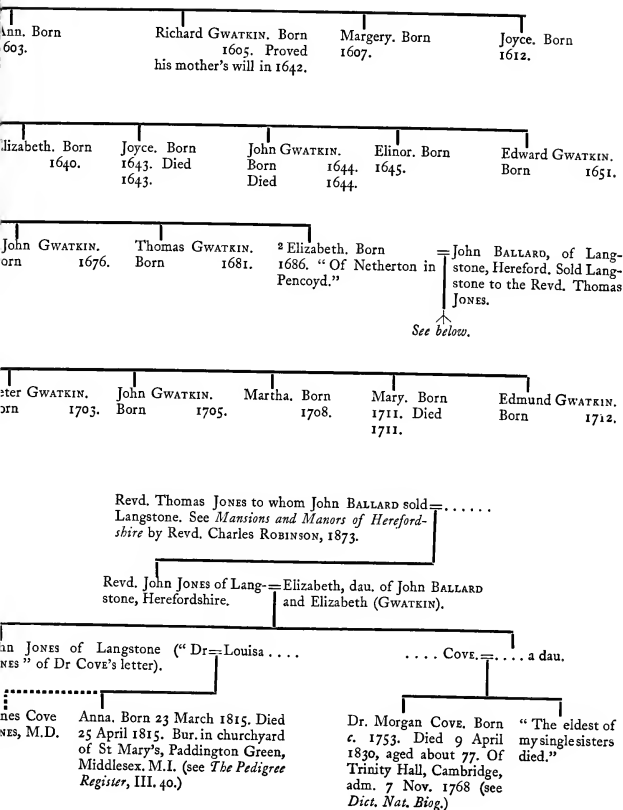 Ann. Born
1603.
Richard GWATKIN. Born
1605. Proved
his mother's will in 1642.
Margery. Born
1607.
Joyce. Born
1612.
Elizabeth. Born
1640.
Joyce. Born
1643. Died
1643.
John GWATKIN.
Born 1644.
Died 1644.
Elinor. Born
1645.
Edward GWATKIN.
Born 1651.
John GWATKIN.
Born 1676.
Thomas GWATKIN.
Born 1681.
² Elizabeth. Born
1686. "Of Netherton in
Pencoyd."
=John BALLARD, of Lang-
stone, Hereford. Sold Lang-
stone to the Revd. Thomas
JONES.
See below.
eter GWATKIN.
orn 1703.
John GWATKIN.
Born 1705.
Martha. Born
1708.
Mary. Born
1711. Died
1711.
Edmund GWATKIN.
Born 1712.
Revd. Thomas JONES to whom John BALLARD sold=......
Langstone. See Mansions and Manors of Hereford-
shire by Revd. Charles ROBINSON, 1873.
Revd. John JONES of Lang-=Elizabeth, dau. of John BALLARD
stone, Herefordshire. and Elizabeth (GWATKIN).
hn JONES of Langstone ("Dr=Louisa ....
NES" of Dr COVE's letter).
.... COVE.=.... a dau.
nes Cove
NES, M.D.
Anna. Born 23 March 1815. Died
25 April 1815. Bur. in churchyard
of St Mary's, Paddington Green,
Middlesex. M.I. (see The Pedigree
Register, III. 40.)
Dr. Morgan COVE. Born
c. 1753. Died 9 April
1830, aged about 77. Of
Trinity Hall, Cambridge,
adm. 7 Nov. 1768 (see
Dict. Nat. Biog.)
"The eldest of
my single sisters
died."